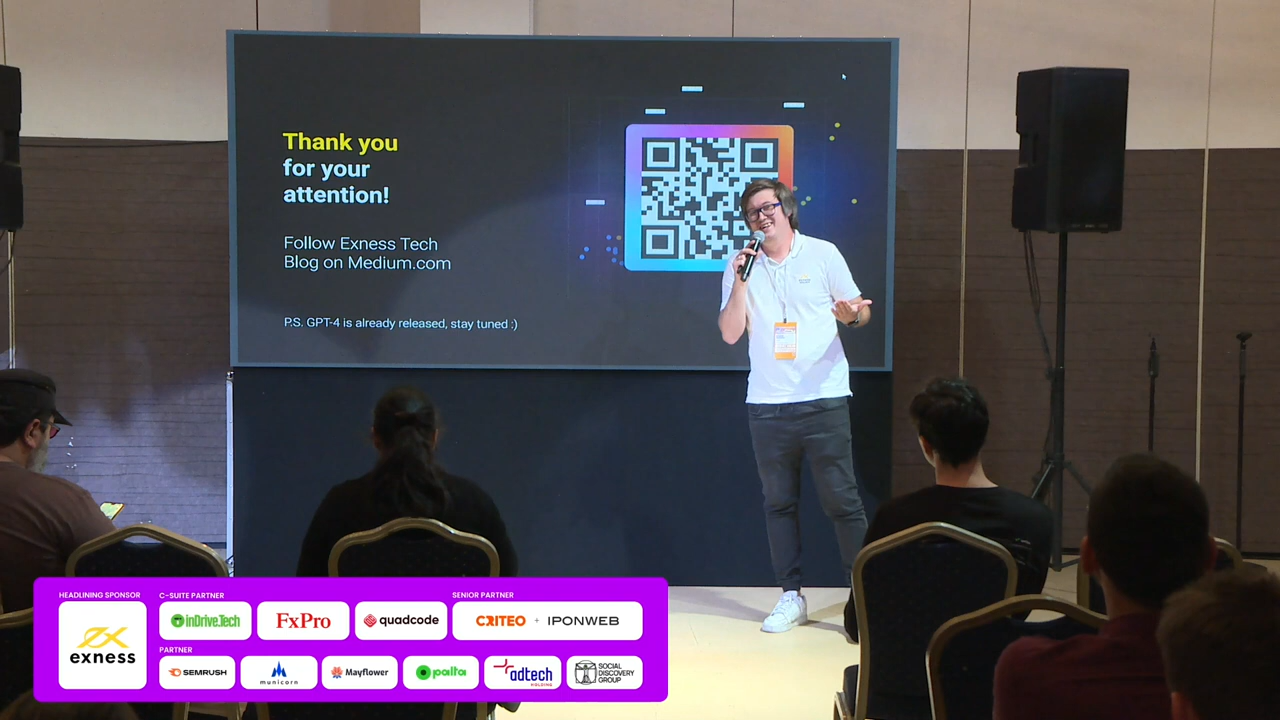 Thank you
for your
attention!
Follow Exness Tech
Blog on Medium.com
P.S. GPT-4 is already released, stay tuned :)
HEADLINING SPONSOR
exness
C-SUITE PARTNER
inDrive.Tech
FxPro
quadcode
SENIOR PARTNER
CRITEO + IPONWEB
PARTNER
SEMRUSH
municorn
Mayflower
palta
adtech
HOLDING
SOCIAL
DISCOVERY
GROUP